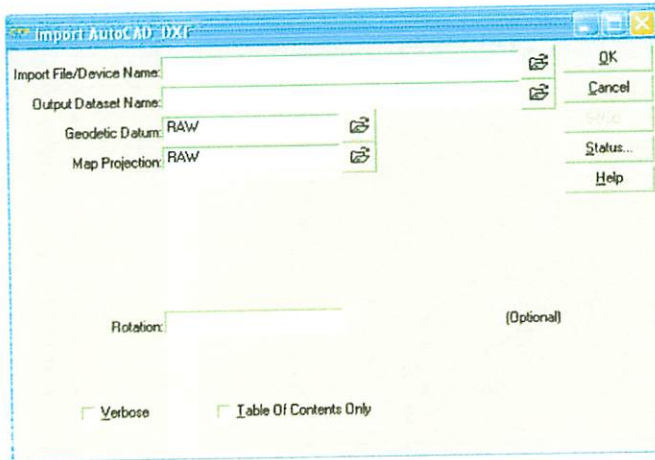 Import AutoCAD DXF
Import File/Device Name:
OK
Output Dataset Name:
Cancel
Geodetic Datum: RAW
Setup...
Map Projection: RAW
Status...
Help
Rotation:
(Optional)
Verbose
Table Of Contents Only